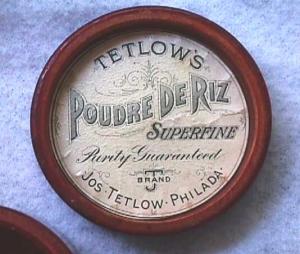 TETLOW'S
POUDRE DE RIZ
SUPERFINE
Purity Guaranteed
T
BRAND
JOS. TETLOW · PHILADA.